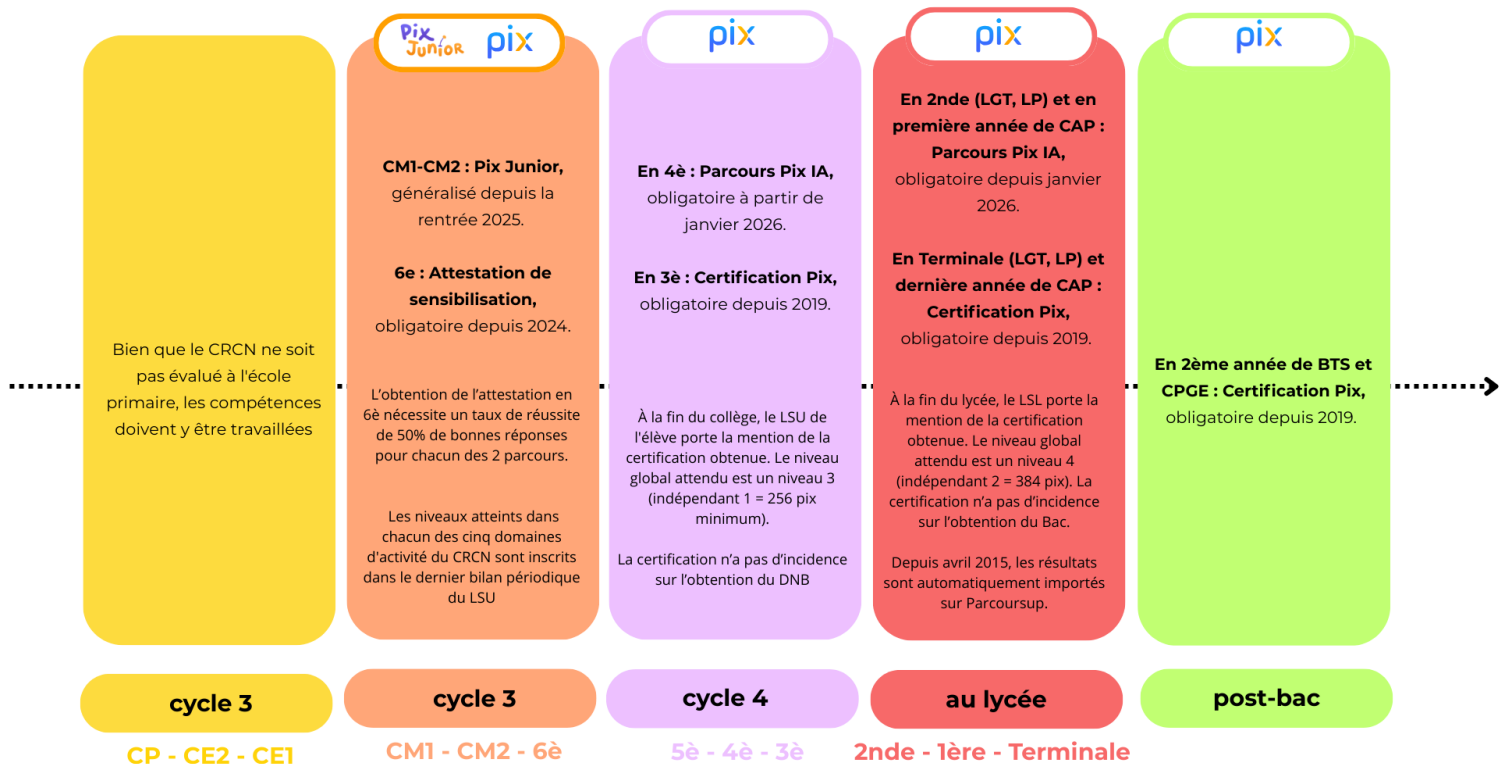 Bien que le CRCN ne soit
pas évalué à l'école
primaire, les compétences
doivent y être travaillées
cycle 3
CP - CE2 - CE1
Pix
Junior
pix
CM1-CM2 : Pix Junior,
généralisé depuis la
rentrée 2025.
6e : Attestation de
sensibilisation,
obligatoire depuis 2024.
L’obtention de l’attestation en
6è nécessite un taux de réussite
de 50% de bonnes réponses
pour chacun des 2 parcours.
Les niveaux atteints dans
chacun des cinq domaines
d'activité du CRCN sont inscrits
dans le dernier bilan périodique
du LSU
cycle 3
CM1 - CM2 - 6è
pix
En 4è : Parcours Pix IA,
obligatoire à partir de
janvier 2026.
En 3è : Certification Pix,
obligatoire depuis 2019.
À la fin du collège, le LSU de
l'élève porte la mention de la
certification obtenue. Le niveau
global attendu est un niveau 3
(indépendant 1 = 256 pix
minimum).
La certification n’a pas d’incidence
sur l’obtention du DNB
cycle 4
5è - 4è - 3è
pix
En 2nde (LGT, LP) et en
première année de CAP :
Parcours Pix IA,
obligatoire depuis janvier
2026.
En Terminale (LGT, LP) et
dernière année de CAP :
Certification Pix,
obligatoire depuis 2019.
À la fin du lycée, le LSL porte la
mention de la certification
obtenue. Le niveau global
attendu est un niveau 4
(indépendant 2 = 384 pix). La
certification n’a pas d’incidence
sur l’obtention du Bac.
Depuis avril 2015, les résultats
sont automatiquement importés
sur Parcoursup.
au lycée
2nde - 1ère - Terminale
pix
En 2ème année de BTS et
CPGE : Certification Pix,
obligatoire depuis 2019.
post-bac